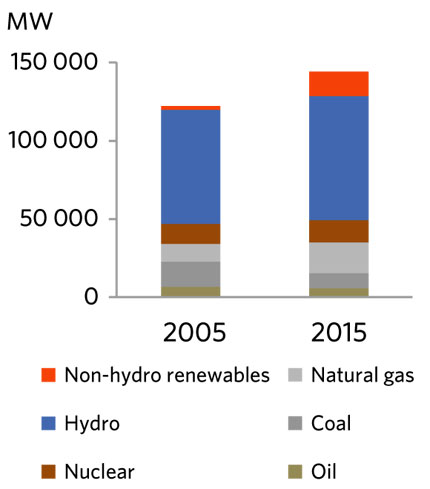 MW
150 000
100 000
50 000
0
2005 2015
Non-hydro renewables Natural gas
Hydro Coal
Nuclear Oil